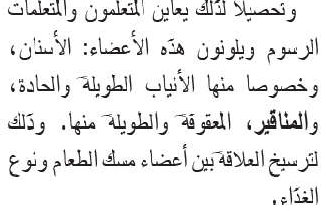 وتحصيلا لذلك يعاين المتعلمون والمتعلمات
الرسوم ويلونون هذه الأعضاء: الأسنان،
وخصوصا منها الأنياب الطويلة والحادة،
والمناقير، المعقوفة والطويلة منها. وذلك
لترسيخ العلاقة بين أعضاء مسك الطعام ونوع
الغذاء.